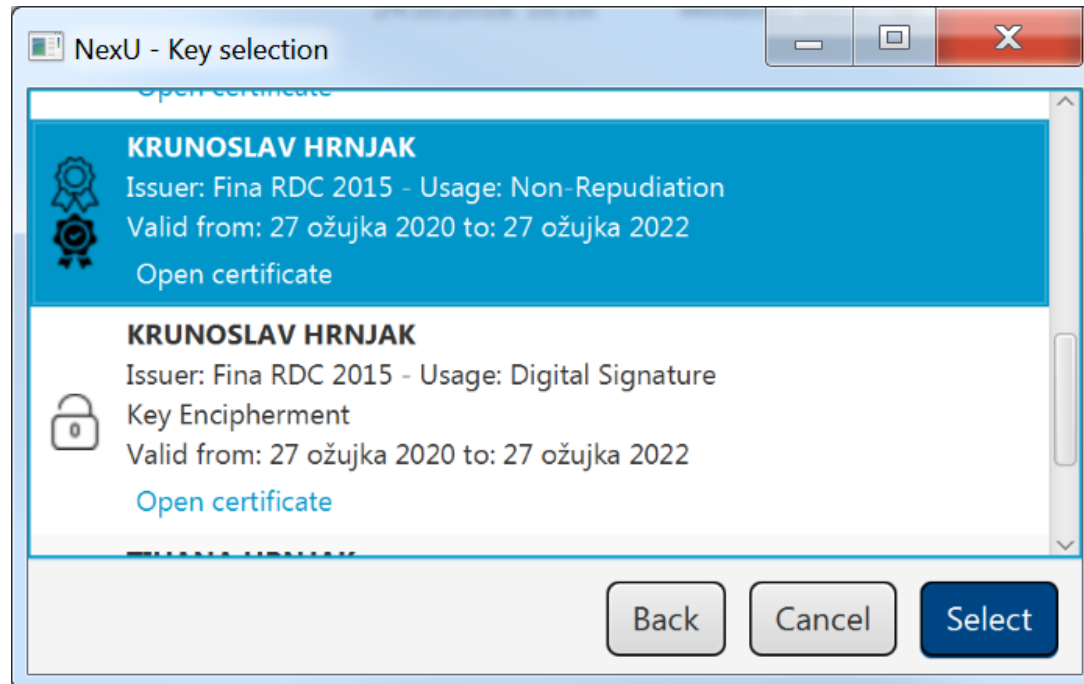 NexU - Key selection
Open certificate
KRUNOSLAV HRNJAK
Issuer: Fina RDC 2015 - Usage: Non-Repudiation
Valid from: 27 ožujka 2020 to: 27 ožujka 2022
Open certificate
KRUNOSLAV HRNJAK
Issuer: Fina RDC 2015 - Usage: Digital Signature
Key Encipherment
Valid from: 27 ožujka 2020 to: 27 ožujka 2022
Open certificate
HRNJAK
Back Cancel Select